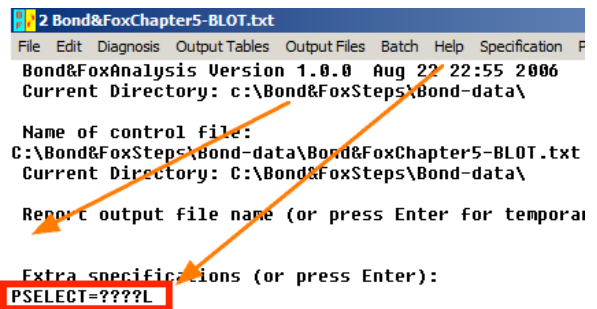 2 Bond&FoxChapter5-BLOT.txt
File Edit Diagnosis Output Tables Output Files Batch Help Specification P
Bond&FoxAnalysis Version 1.0.0 Aug 22 22:55 2006
Current Directory: c:\Bond&FoxSteps\Bond-data\
Name of control file:
C:\Bond&FoxSteps\Bond-data\Bond&FoxChapter5-BLOT.txt
Current Directory: C:\Bond&FoxSteps\Bond-data\
Report output file name (or press Enter for temporar
Extra specifications (or press Enter):
PSELECT=????L